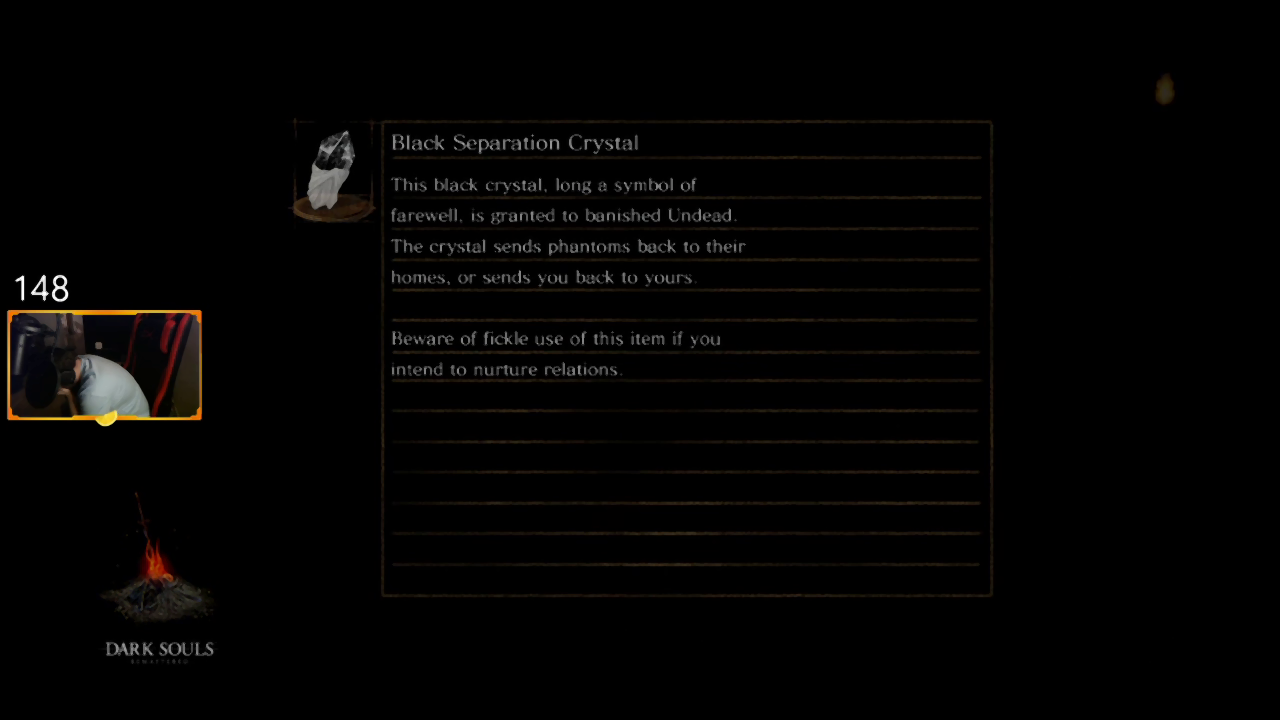 Black Separation Crystal
This black crystal, long a symbol of
farewell, is granted to banished Undead.
The crystal sends phantoms back to their
homes, or sends you back to yours.
Beware of fickle use of this item if you
intend to nurture relations.
148
DARK SOULS
REMASTERED